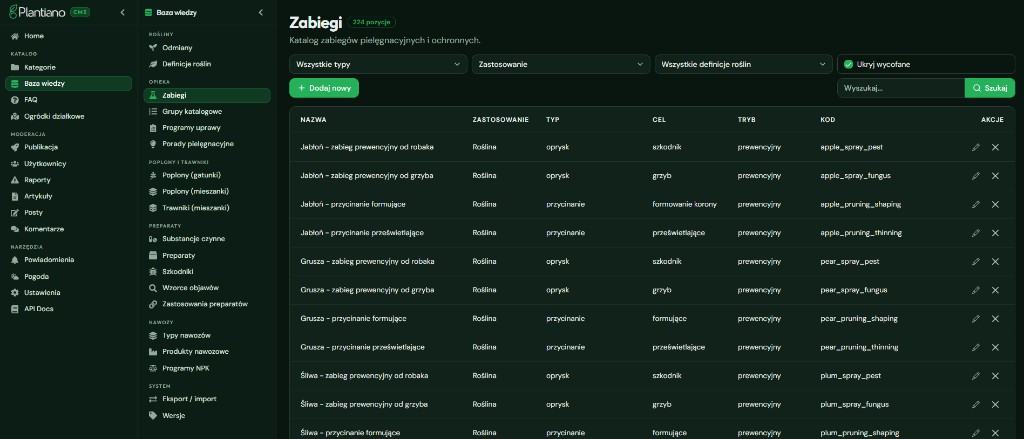 Plantiano CMS
Home
KATALOG
Kategorie
Baza wiedzy
FAQ
Ogródki działkowe
MODERACJA
Publikacja
Użytkownicy
Raporty
Artykuły
Posty
Komentarze
NARZĘDZIA
Powiadomienia
Pogoda
Ustawienia
API Docs
Baza wiedzy
ROŚLINY
Odmiany
Definicje roślin
OPIEKA
Zabiegi
Grupy katalogowe
Programy uprawy
Porady pielęgnacyjne
POPLONY I TRAWNIKI
Poplony (gatunki)
Poplony (mieszanki)
Trawniki (mieszanki)
PREPARATY
Substancje czynne
Preparaty
Szkodniki
Wzorce objawów
Zastosowania preparatów
NAWOZY
Typy nawozów
Produkty nawozowe
Programy NPK
SYSTEM
Eksport / import
Wersje
Zabiegi 224 pozycje
Katalog zabiegów pielęgnacyjnych i ochronnych.
Wszystkie typy Zastosowanie Wszystkie definicje roślin Ukryj wycofane
+ Dodaj nowy Wyszukaj... Szukaj
NAZWA ZASTOSOWANIE TYP CEL TRYB KOD AKCJE
Jabłoń - zabieg prewencyjny od robaka Roślina oprysk szkodnik prewencyjny apple_spray_pest
Jabłoń - zabieg prewencyjny od grzyba Roślina oprysk grzyb prewencyjny apple_spray_fungus
Jabłoń - przycinanie formujące Roślina przycinanie formowanie korony prewencyjny apple_pruning_shaping
Jabłoń - przycinanie prześwietlające Roślina przycinanie prześwietlające prewencyjny apple_pruning_thinning
Grusza - zabieg prewencyjny od robaka Roślina oprysk szkodnik prewencyjny pear_spray_pest
Grusza - zabieg prewencyjny od grzyba Roślina oprysk grzyb prewencyjny pear_spray_fungus
Grusza - przycinanie formujące Roślina przycinanie formujące prewencyjny pear_pruning_shaping
Grusza - przycinanie prześwietlające Roślina przycinanie prześwietlające prewencyjny pear_pruning_thinning
Śliwa - zabieg prewencyjny od robaka Roślina oprysk szkodnik prewencyjny plum_spray_pest
Śliwa - zabieg prewencyjny od grzyba Roślina oprysk grzyb prewencyjny plum_spray_fungus
Śliwa - przycinanie formujące Roślina przycinanie formujące prewencyjny plum_pruning_shaping